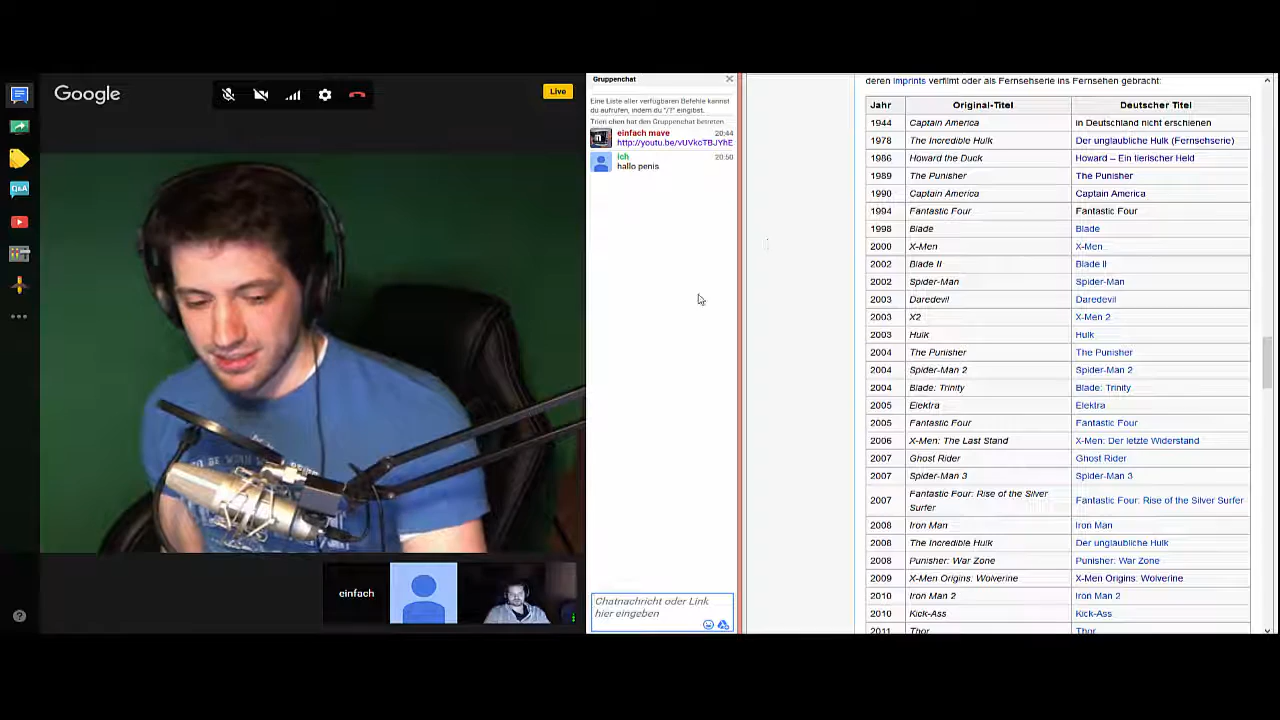 Google
Live
einfach
Gruppenchat
Eine Liste aller verfügbaren Befehle kannst
du aufrufen, indem du "/?" eingibst.
hat den Gruppenchat betreten
einfach mave 20:44
http://youtu.be/vUVkcTBJYhE
ich 20:50
hallo penis
Chatnachricht oder Link
hier eingeben
Q&A
deren Imprints verfilmt oder als Fernsehserie ins Fernsehen gebracht:
Jahr Original-Titel Deutscher Titel
1944 Captain America in Deutschland nicht erschienen
1978 The Incredible Hulk Der unglaubliche Hulk (Fernsehserie)
1986 Howard the Duck Howard – Ein tierischer Held
1989 The Punisher The Punisher
1990 Captain America Captain America
1994 Fantastic Four Fantastic Four
1998 Blade Blade
2000 X-Men X-Men
2002 Blade II Blade II
2002 Spider-Man Spider-Man
2003 Daredevil Daredevil
2003 X2 X-Men 2
2003 Hulk Hulk
2004 The Punisher The Punisher
2004 Spider-Man 2 Spider-Man 2
2004 Blade: Trinity Blade: Trinity
2005 Elektra Elektra
2005 Fantastic Four Fantastic Four
2006 X-Men: The Last Stand X-Men: Der letzte Widerstand
2007 Ghost Rider Ghost Rider
2007 Spider-Man 3 Spider-Man 3
2007 Fantastic Four: Rise of the Silver
Surfer Fantastic Four: Rise of the Silver Surfer
2008 Iron Man Iron Man
2008 The Incredible Hulk Der unglaubliche Hulk
2008 Punisher: War Zone Punisher: War Zone
2009 X-Men Origins: Wolverine X-Men Origins: Wolverine
2010 Iron Man 2 Iron Man 2
2010 Kick-Ass Kick-Ass
2011 Thor Thor